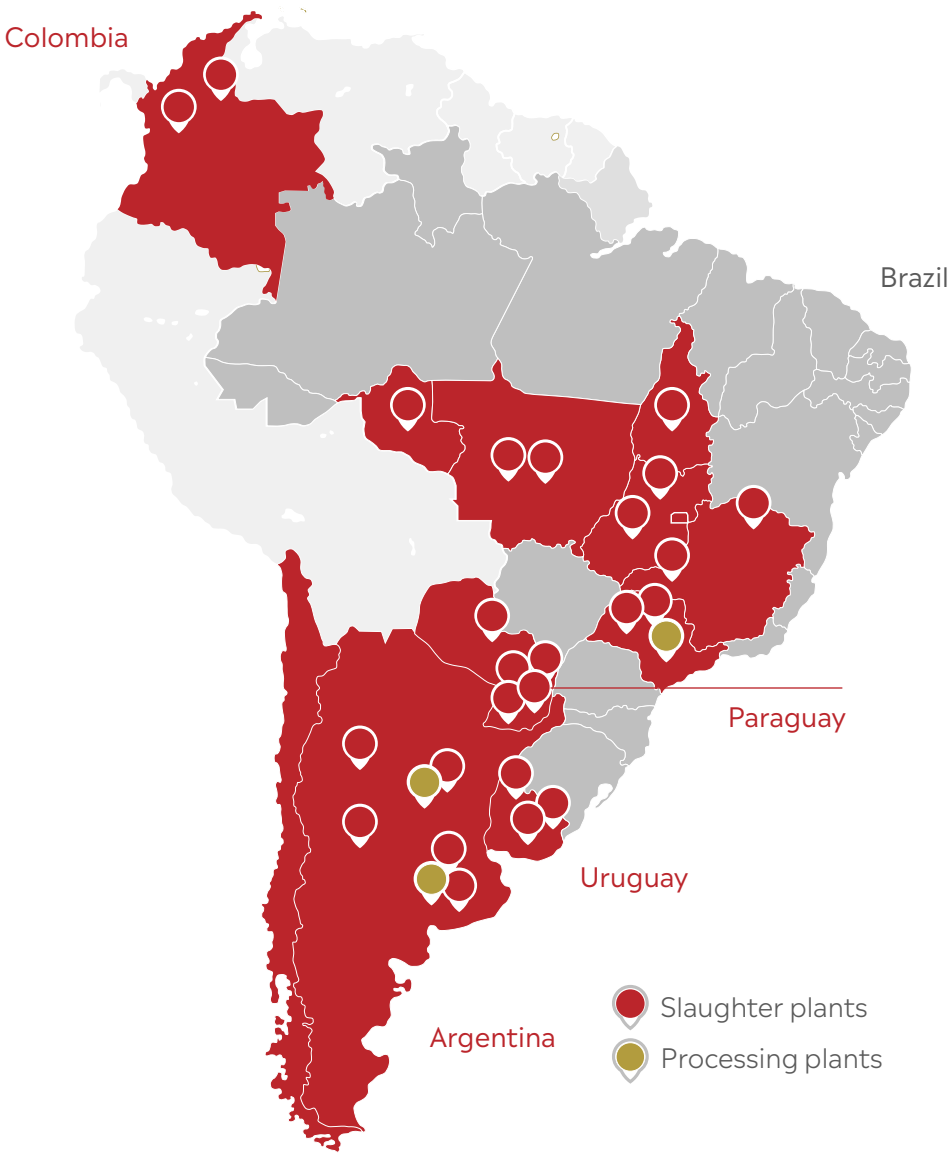 Colombia
Brazil
Paraguay
Uruguay
Argentina
Slaughter plants
Processing plants